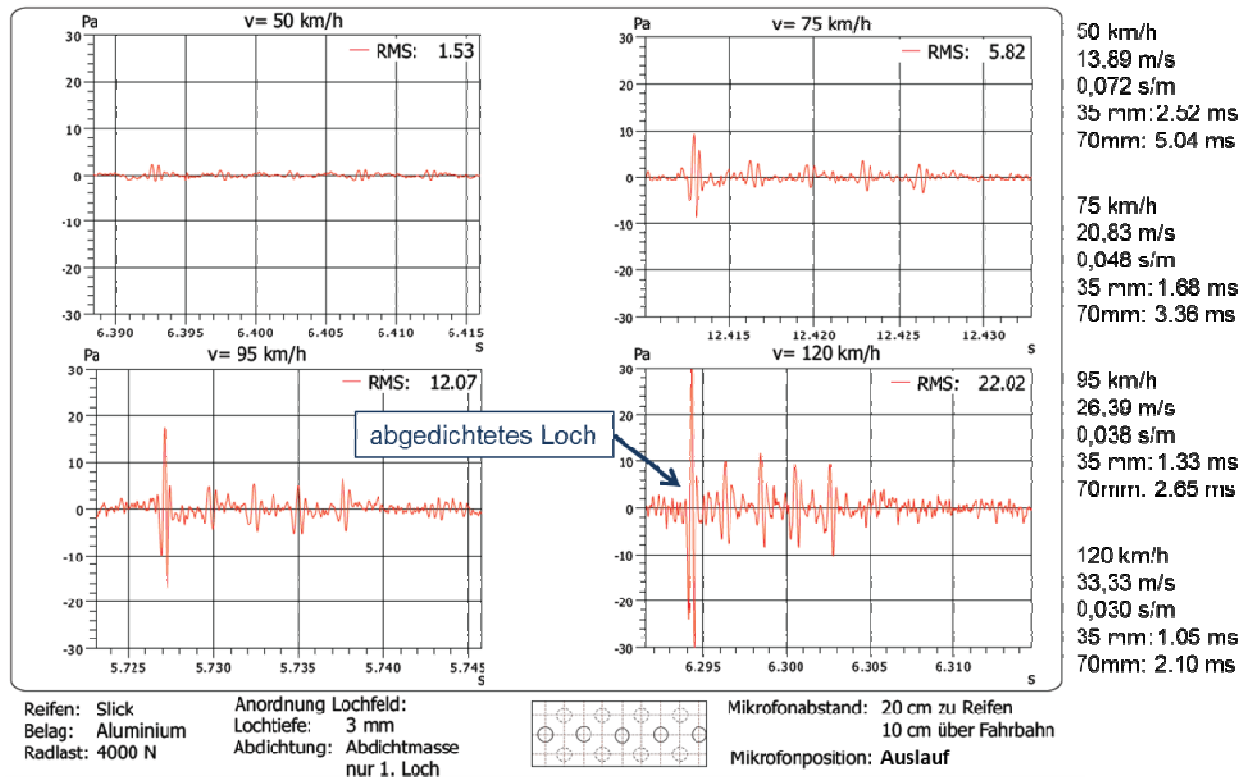 Pa
v= 50 km/h
30
RMS: 1.53
20
10
0
-10
-20
-30
6.390 6.395 6.400 6.405 6.410 6.415
s
Pa
v= 75 km/h
30
RMS: 5.82
20
10
0
-10
-20
-30
12.415 12.420 12.425 12.430
s
50 km/h
13,89 m/s
0,072 s/m
35 mm: 2.52 ms
70mm: 5.04 ms
75 km/h
20,83 m/s
0,048 s/m
35 mm: 1.68 ms
70mm: 3.36 ms
Pa
v= 95 km/h
30
RMS: 12.07
20
10
0
-10
-20
-30
5.725 5.730 5.735 5.740 5.745
s
abgedichtetes Loch
Pa
v= 120 km/h
30
RMS: 22.02
20
10
0
-10
-20
-30
6.295 6.300 6.305 6.310
s
95 km/h
26,39 m/s
0,038 s/m
35 mm: 1.33 ms
70mm: 2.65 ms
120 km/h
33,33 m/s
0,030 s/m
35 mm: 1.05 ms
70mm: 2.10 ms
Reifen: Slick
Belag: Aluminium
Radlast: 4000 N
Anordnung Lochfeld:
Lochtiefe: 3 mm
Abdichtung: Abdichtmasse
nur 1. Loch
Mikrofonabstand: 20 cm zu Reifen
10 cm über Fahrbahn
Mikrofonposition: Auslauf